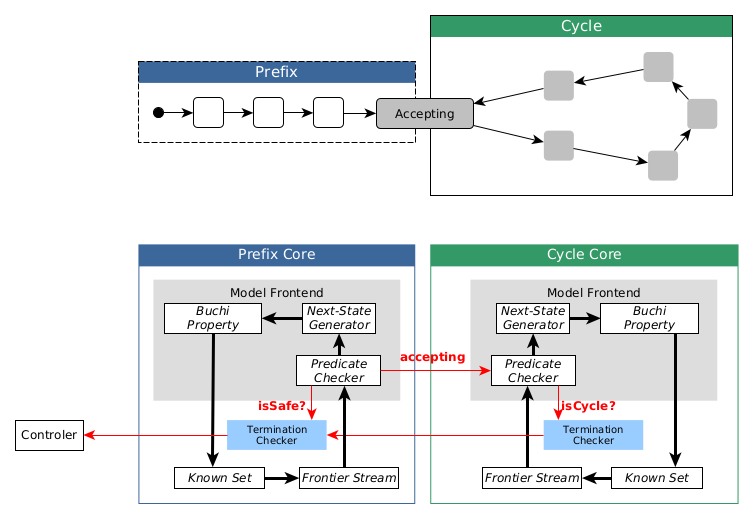 Cycle
Prefix
Accepting
Prefix Core
Cycle Core
Model Frontend
Model Frontend
Buchi
Property
Next-State
Generator
Next-State
Generator
Buchi
Property
Predicate
Checker
accepting
Predicate
Checker
isSafe?
isCycle?
Controler
Termination
Checker
Termination
Checker
Known Set
Frontier Stream
Frontier Stream
Known Set